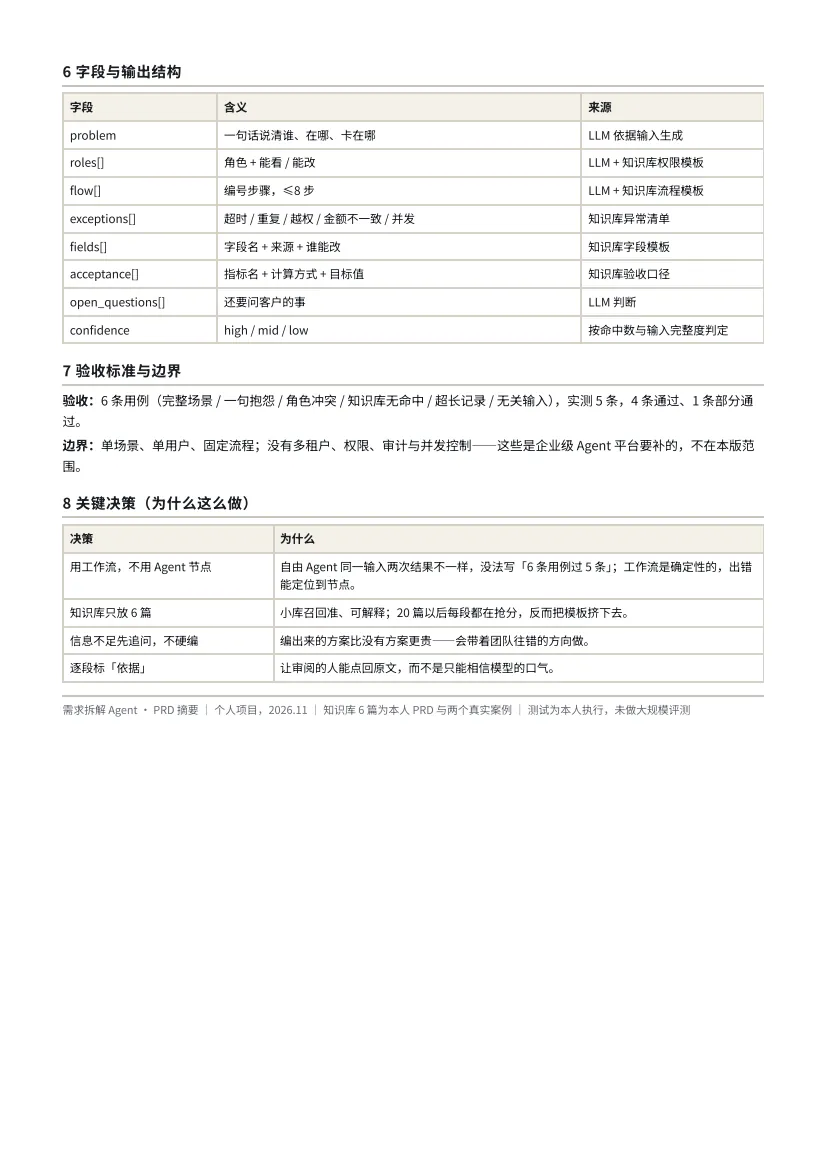 6 字段与输出结构
字段 含义 来源
problem 一句话说清谁、在哪、卡在哪 LLM 依据输入生成
roles[] 角色 + 能看 / 能改 LLM + 知识库权限模板
flow[] 编号步骤，≤8 步 LLM + 知识库流程模板
exceptions[] 超时 / 重复 / 越权 / 金额不一致 / 并发 知识库异常清单
fields[] 字段名 + 来源 + 谁能改 知识库字段模板
acceptance[] 指标名 + 计算方式 + 目标值 知识库验收口径
open_questions[] 还要问客户的事 LLM 判断
confidence high / mid / low 按命中数与输入完整度判定
7 验收标准与边界
验收：6 条用例（完整场景 / 一句抱怨 / 角色冲突 / 知识库无命中 / 超长记录 / 无关输入），实测 5 条，4 条通过、1 条部分通
过。
边界：单场景、单用户、固定流程；没有多租户、权限、审计与并发控制——这些是企业级 Agent 平台要补的，不在本版范
围。
8 关键决策（为什么这么做）
决策 为什么
用工作流，不用 Agent 节点 自由 Agent 同一输入两次结果不一样，没法写「6 条用例过 5 条」；工作流是确定性的，出错
能定位到节点。
知识库只放 6 篇 小库召回准、可解释；20 篇以后每段都在抢分，反而把模板挤下去。
信息不足先追问，不硬编 编出来的方案比没有方案更贵——会带着团队往错的方向做。
逐段标「依据」 让审阅的人能点回原文，而不是只能相信模型的口气。
需求拆解 Agent · PRD 摘要｜个人项目，2026.11｜知识库 6 篇为本人 PRD 与两个真实案例｜测试为本人执行，未做大规模评测